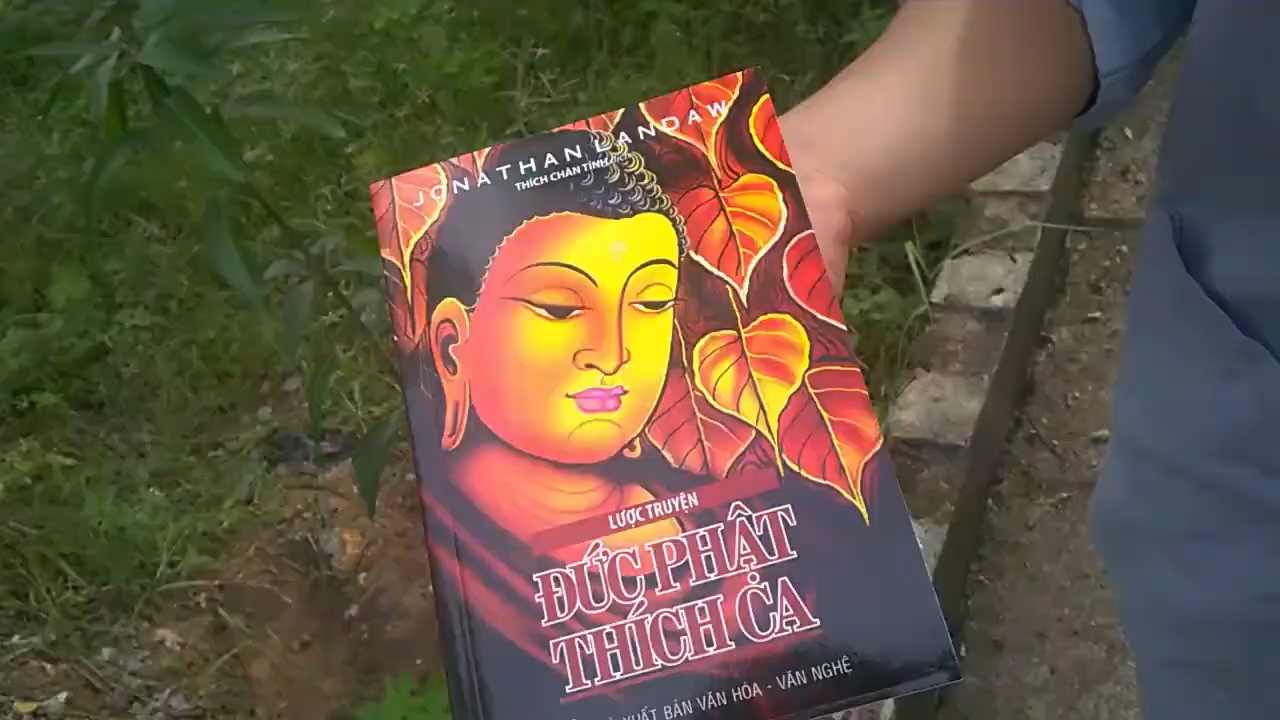 JONATHAN LANDAW
THÍCH CHÂN TÍNH
LƯỢC TRUYỆN
ĐỨC PHẬT
THÍCH CA
XUẤT BẢN VĂN HÓA - VĂN NGHỆ